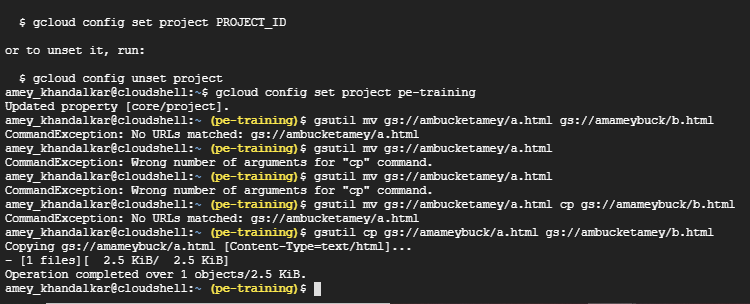 $ gcloud config set project PROJECT_ID
or to unset it, run:
$ gcloud config unset project
amey_khandalkar@cloudshell:~$ gcloud config set project pe-training
Updated property [core/project].
amey_khandalkar@cloudshell:~ (pe-training)$ gsutil mv gs://ambucketamey/a.html gs://amameybuck/b.html
CommandException: No URLs matched: gs://ambucketamey/a.html
amey_khandalkar@cloudshell:~ (pe-training)$ gsutil mv gs://ambucketamey/a.html
CommandException: Wrong number of arguments for "cp" command.
amey_khandalkar@cloudshell:~ (pe-training)$ gsutil mv gs://ambucketamey/a.html
CommandException: Wrong number of arguments for "cp" command.
amey_khandalkar@cloudshell:~ (pe-training)$ gsutil mv gs://ambucketamey/a.html cp gs://amameybuck/b.html
CommandException: No URLs matched: gs://ambucketamey/a.html
amey_khandalkar@cloudshell:~ (pe-training)$ gsutil cp gs://amameybuck/a.html gs://ambucketamey/b.html
Copying gs://amameybuck/a.html [Content-Type=text/html]...
- [1 files][  2.5 KiB/  2.5 KiB]
Operation completed over 1 objects/2.5 KiB.
amey_khandalkar@cloudshell:~ (pe-training)$